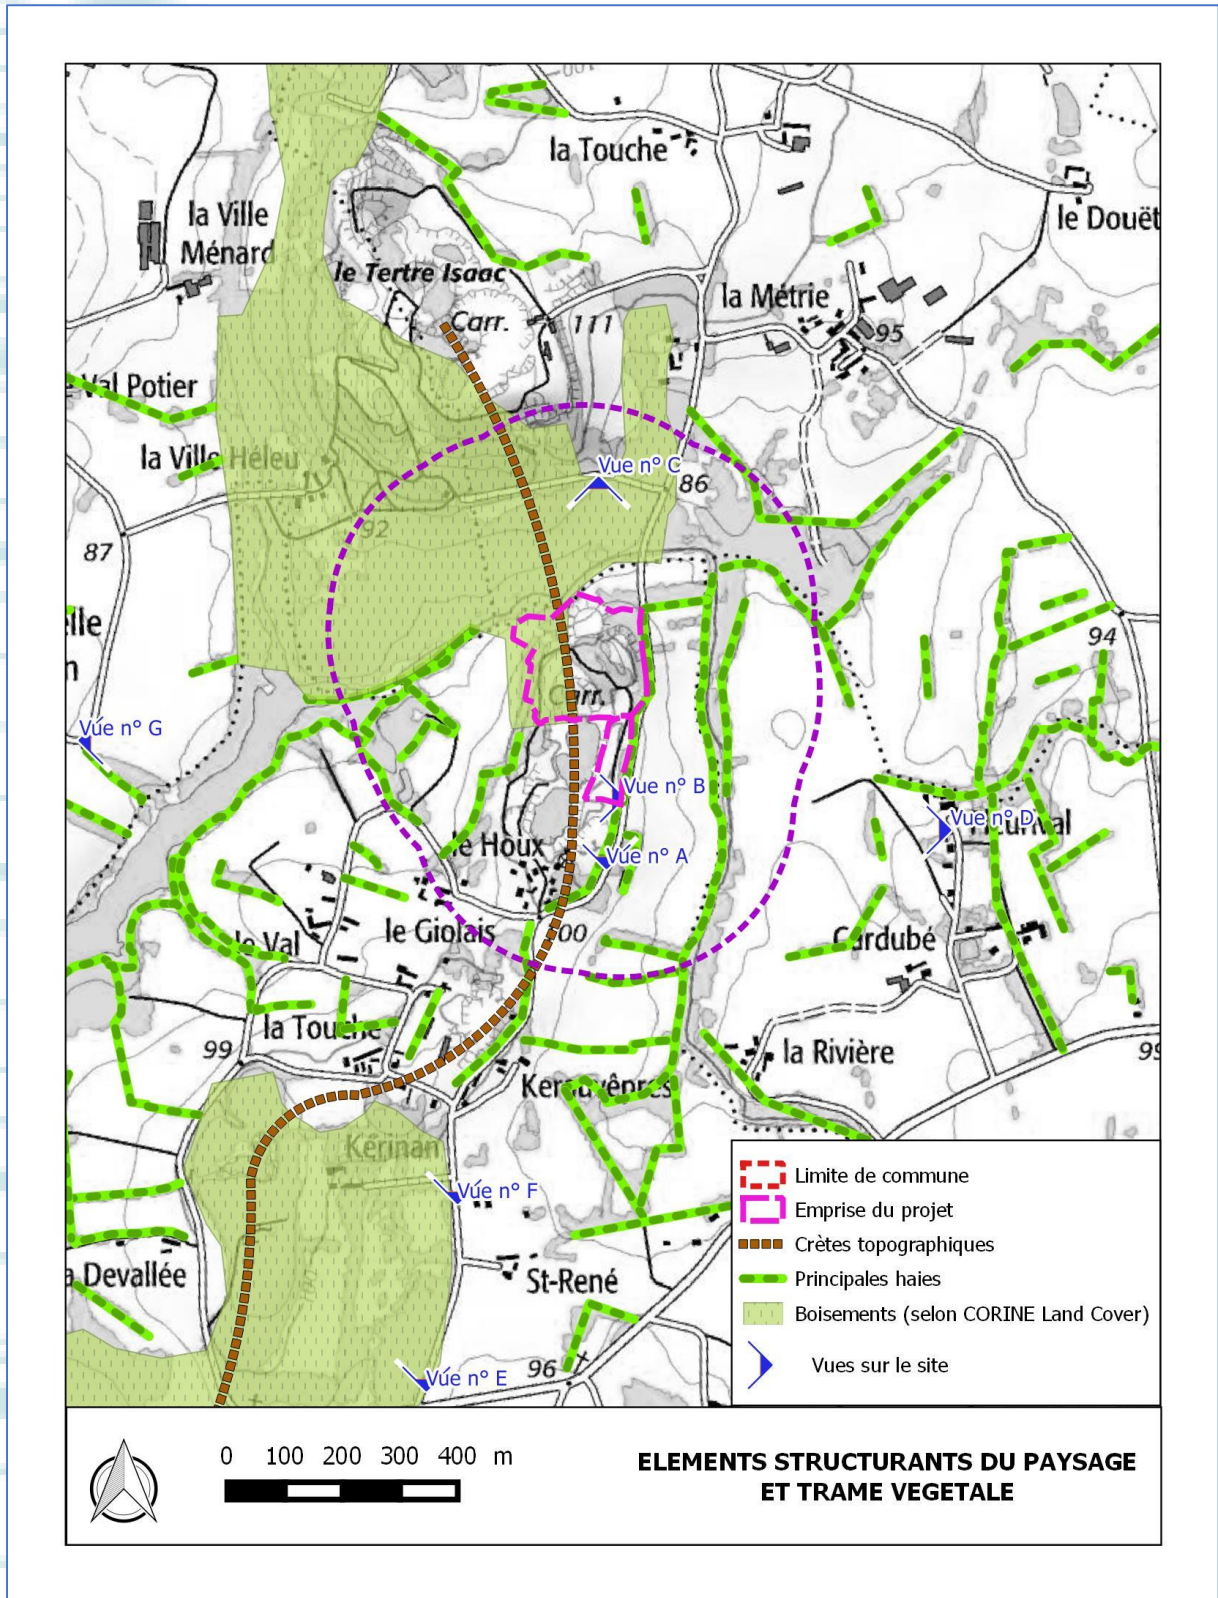 100
la Touche
la Ville
Ménard
le Douët
le Tertre Isaac
la Métrie
Carr.
111
95
Val Potier
la Ville Héleu
Vue n° C
86
92
87
94
Carr.
Vue n° G
Vue n° B
Vue n° D
le Houx
Vue n° A
le Val
le Giolais
100
Cardubé
la Touche
99
la Rivière
99
Kérinan
Vue n° F
Devallée
St-René
96
Vue n° E
Limite de commune
Emprise du projet
Crètes topographiques
Principales haies
Boisements (selon CORINE Land Cover)
Vues sur le site
0 100 200 300 400 m
ELEMENTS STRUCTURANTS DU PAYSAGE
ET TRAME VEGETALE